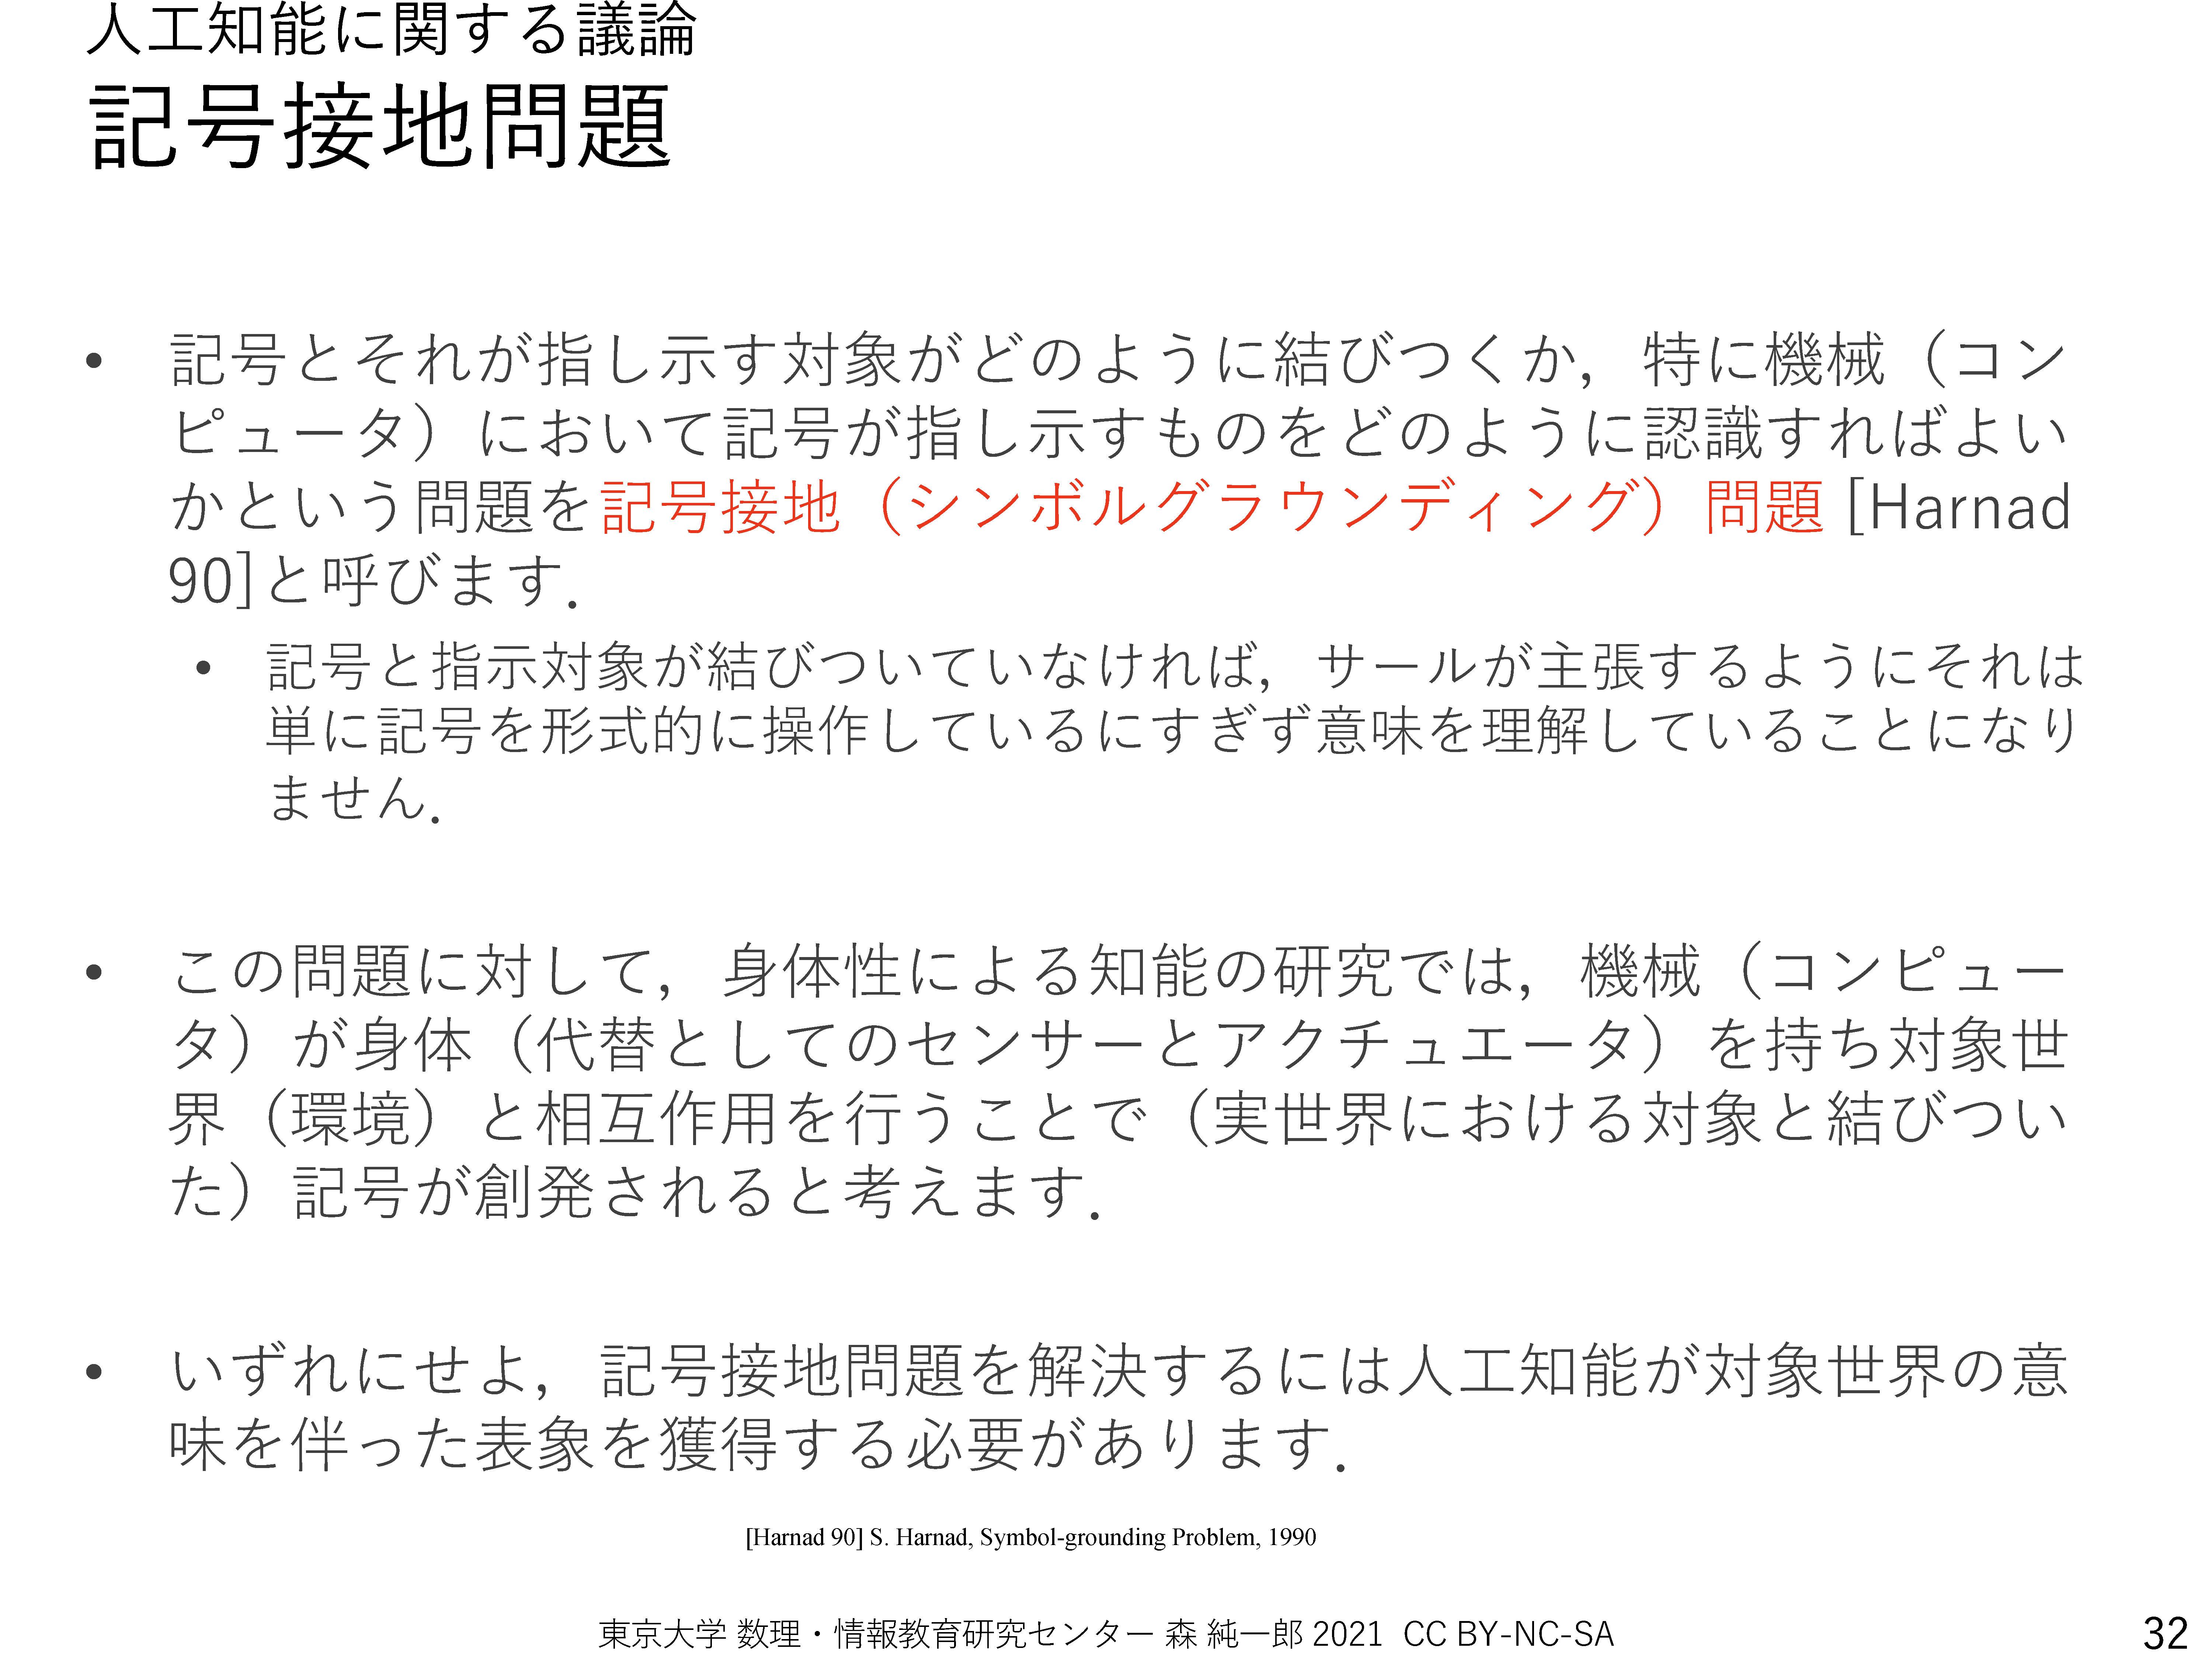 人工知能に関する議論
記号接地問題
• 記号とそれが指し示す対象がどのように結びつくか，特に機械（コン
ピュータ）において記号が指し示すものをどのように認識すればよい
かという問題を記号接地（シンボルグラウンディング）問題 [Harnad
90]と呼びます．
• 記号と指示対象が結びついていなければ，サールが主張するようにそれは
単に記号を形式的に操作しているにすぎず意味を理解していることになり
ません．
• この問題に対して，身体性による知能の研究では，機械（コンピュー
タ）が身体（代替としてのセンサーとアクチュエータ）を持ち対象世
界（環境）と相互作用を行うことで（実世界における対象と結びつい
た）記号が創発されると考えます．
• いずれにせよ，記号接地問題を解決するには人工知能が対象世界の意
味を伴った表象を獲得する必要があります．
[Harnad 90] S. Harnad, Symbol-grounding Problem, 1990
東京大学 数理・情報教育研究センター 森 純一郎 2021 CC BY-NC-SA
32